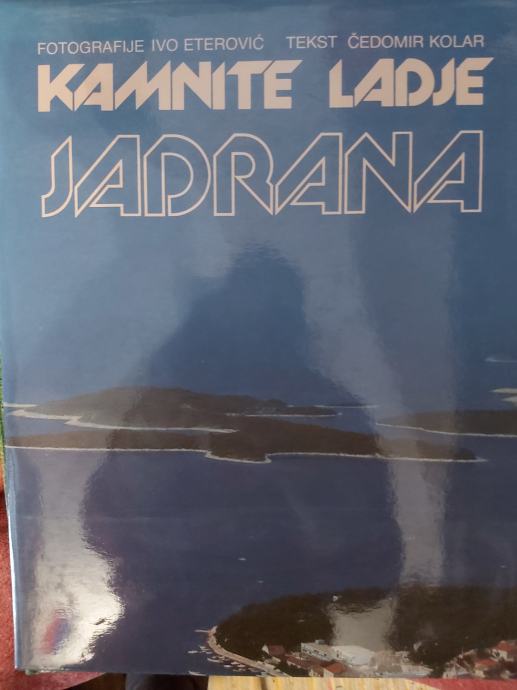 FOTOGRAFIJE IVO ETEROVIĆ TEKST ČEDOMIR KOLAR
KAMNITE LADJE
JADRANA